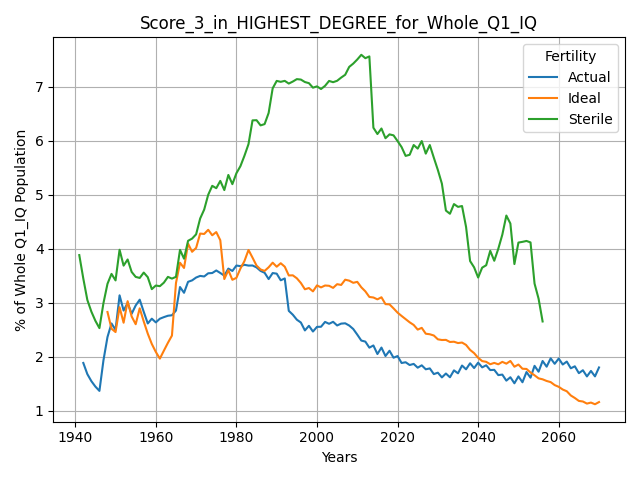 Score_3_in_HIGHEST_DEGREE_for_Whole_Q1_IQ
Fertility
Actual
Ideal
Sterile
% of Whole Q1_IQ Population
7
6
5
4
3
2
1
1940
1960
1980
2000
2020
2040
2060
Years